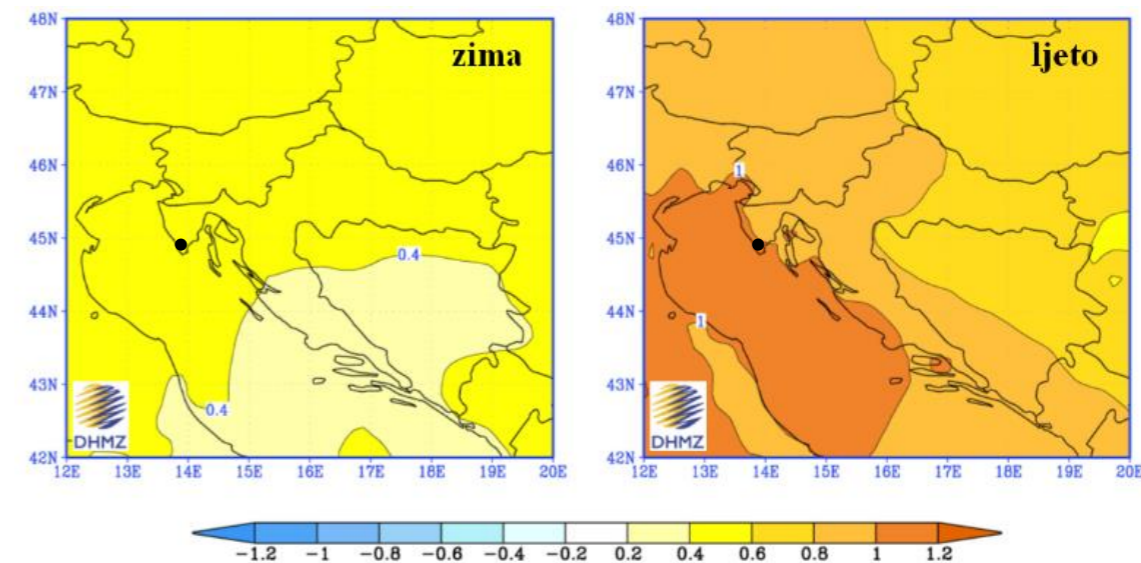 zima
48N
47N
46N
45N
44N
43N
42N
12E 13E 14E 15E 16E 17E 18E 19E 20E
0.4
0.4
DHMZ
ljeto
48N
47N
46N
45N
44N
43N
42N
12E 13E 14E 15E 16E 17E 18E 19E 20E
1
1
DHMZ
-1.2 -1 -0.8 -0.6 -0.4 -0.2 0.2 0.4 0.6 0.8 1 1.2